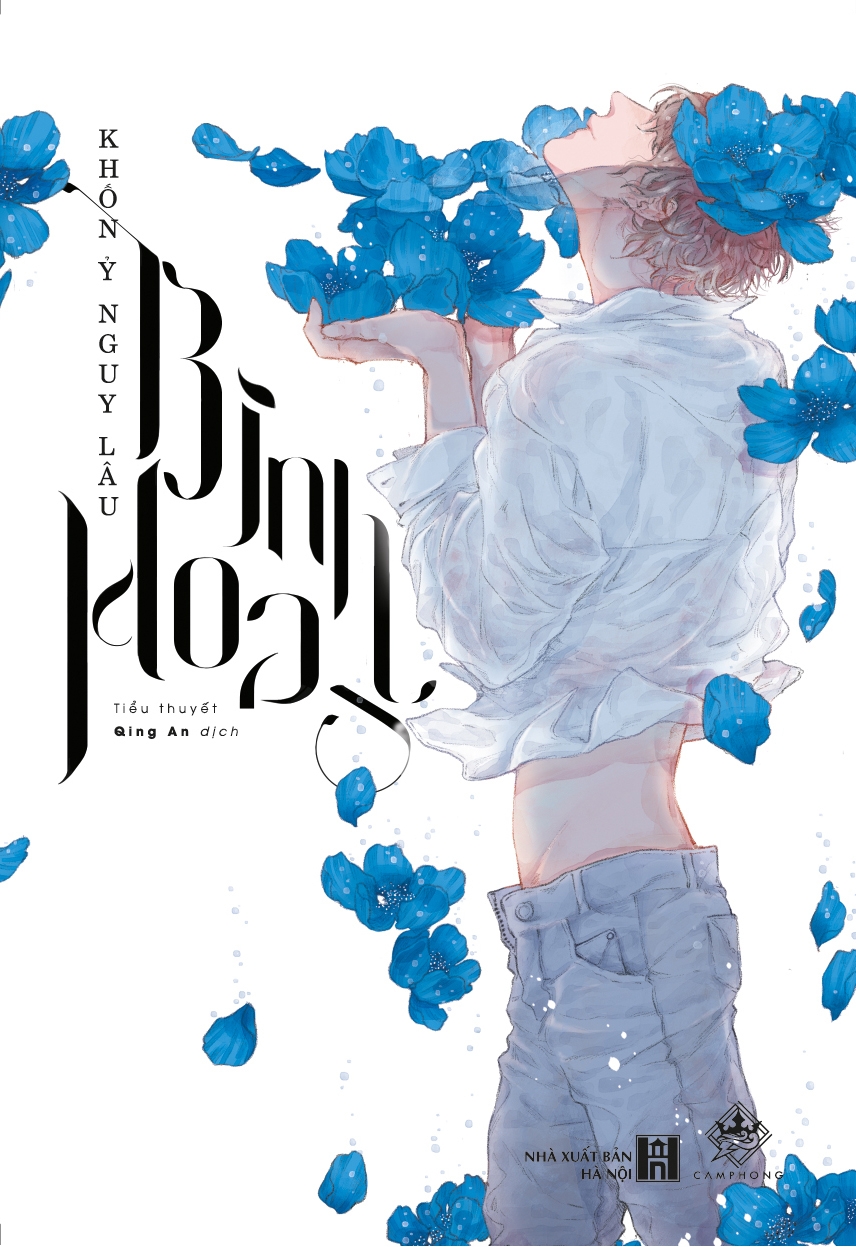 KHỐN Ỷ NGUY LÂU
Bình
Hoa
Tiểu thuyết
Qing An dịch
NHÀ XUẤT BẢN
HÀ NỘI
CAMPHONG